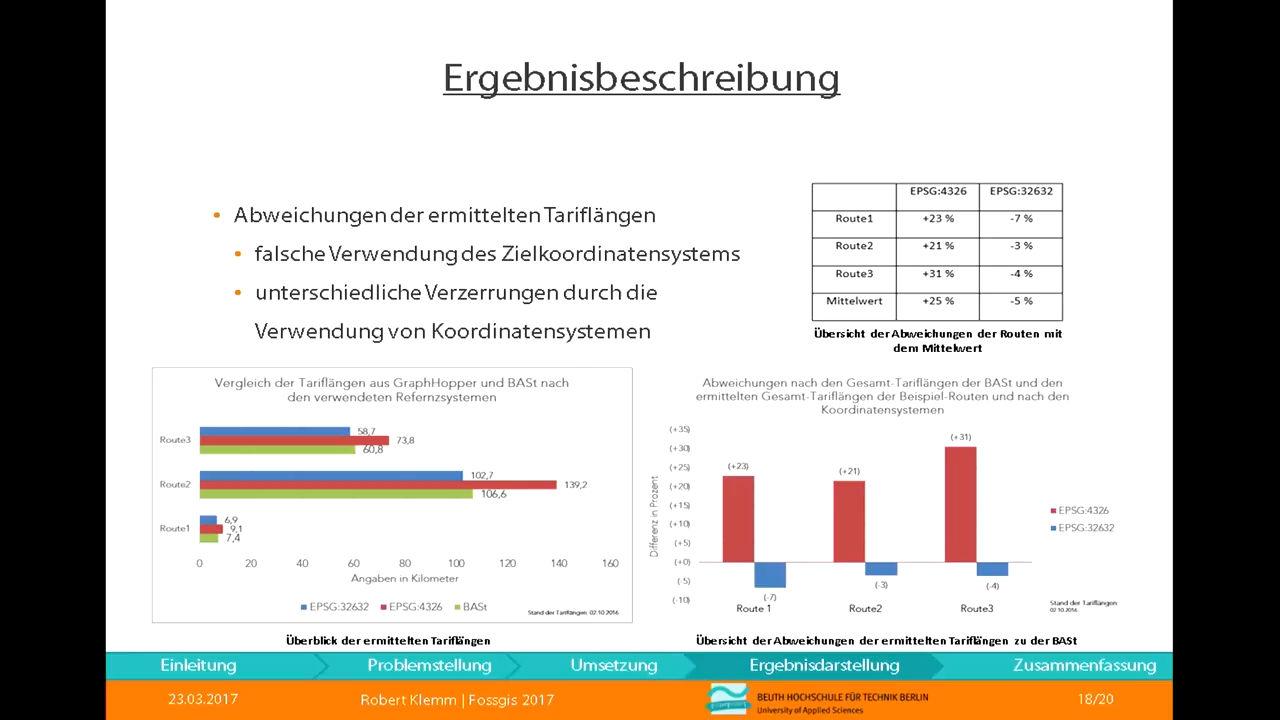 Ergebnisbeschreibung
• Abweichungen der ermittelten Tariflängen
• falsche Verwendung des Zielkoordinatensystems
• unterschiedliche Verzerrungen durch die
Verwendung von Koordinatensystemen
EPSG:4326 EPSG:32632
Route1 +23 % -7 %
Route2 +21 % -3 %
Route3 +31 % -4 %
Mittelwert +25 % -5 %
Übersicht der Abweichungen der Routen mit
dem Mittelwert
Vergleich der Tariflängen aus GraphHopper und BASt nach
den verwendeten Refernzsystemen
Route3 58,7 73,8 60,8
Route2 102,7 139,2 106,6
Route1 6,9 9,1 7,4
0 20 40 60 80 100 120 140 160
Angaben in Kilometer
EPSG:32632 EPSG:4326 BASt
Stand der Tariflängen: 02.10.2016
Überblick der ermittelten Tariflängen
Abweichungen nach den Gesamt-Tariflängen der BASt und den
ermittelten Gesamt-Tariflängen der Beispiel-Routen und nach den
Koordinatensystemen
Differenz in Prozent
(+35)
(+30)
(+25)
(+20)
(+15)
(+10)
(+5)
(+0)
(-5)
(-10)
(+23) (+21) (+31)
(-7) (-3) (-4)
Route 1 Route2 Route3
EPSG:4326
EPSG:32632
Stand der Tariflängen:
02.10.2016
Übersicht der Abweichungen der ermittelten Tariflängen zu der BASt
Einleitung Problemstellung Umsetzung Ergebnisdarstellung Zusammenfassung
23.03.2017 Robert Klemm | Fossgis 2017 BEUTH HOCHSCHULE FÜR TECHNIK BERLIN 18/20
University of Applied Sciences